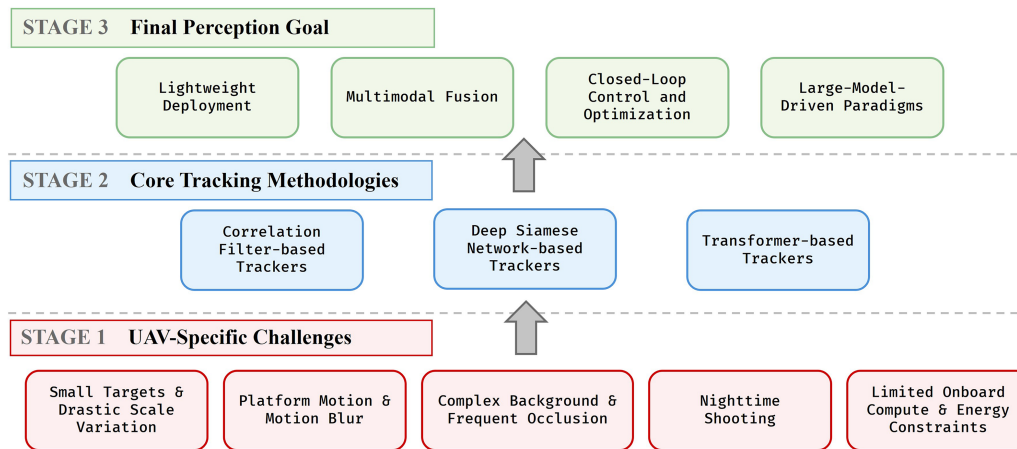 STAGE 3 Final Perception Goal
Lightweight
Deployment
Multimodal Fusion
Closed-Loop
Control and
Optimization
Large-Model-
Driven Paradigms
STAGE 2 Core Tracking Methodologies
Correlation
Filter-based
Trackers
Deep Siamese
Network-based
Trackers
Transformer-based
Trackers
STAGE 1 UAV-Specific Challenges
Small Targets &
Drastic Scale
Variation
Platform Motion &
Motion Blur
Complex Background &
Frequent Occlusion
Nighttime
Shooting
Limited Onboard
Compute & Energy
Constraints